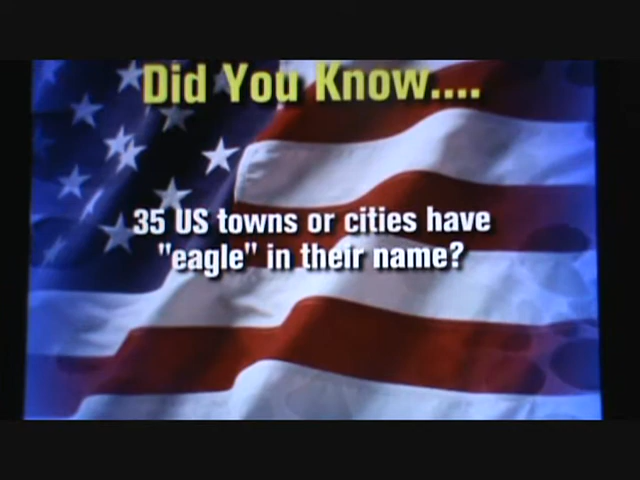 Did You Know....
35 US towns or cities have
"eagle" in their name?